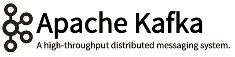 Apache Kafka
A high-throughput distributed messaging system.